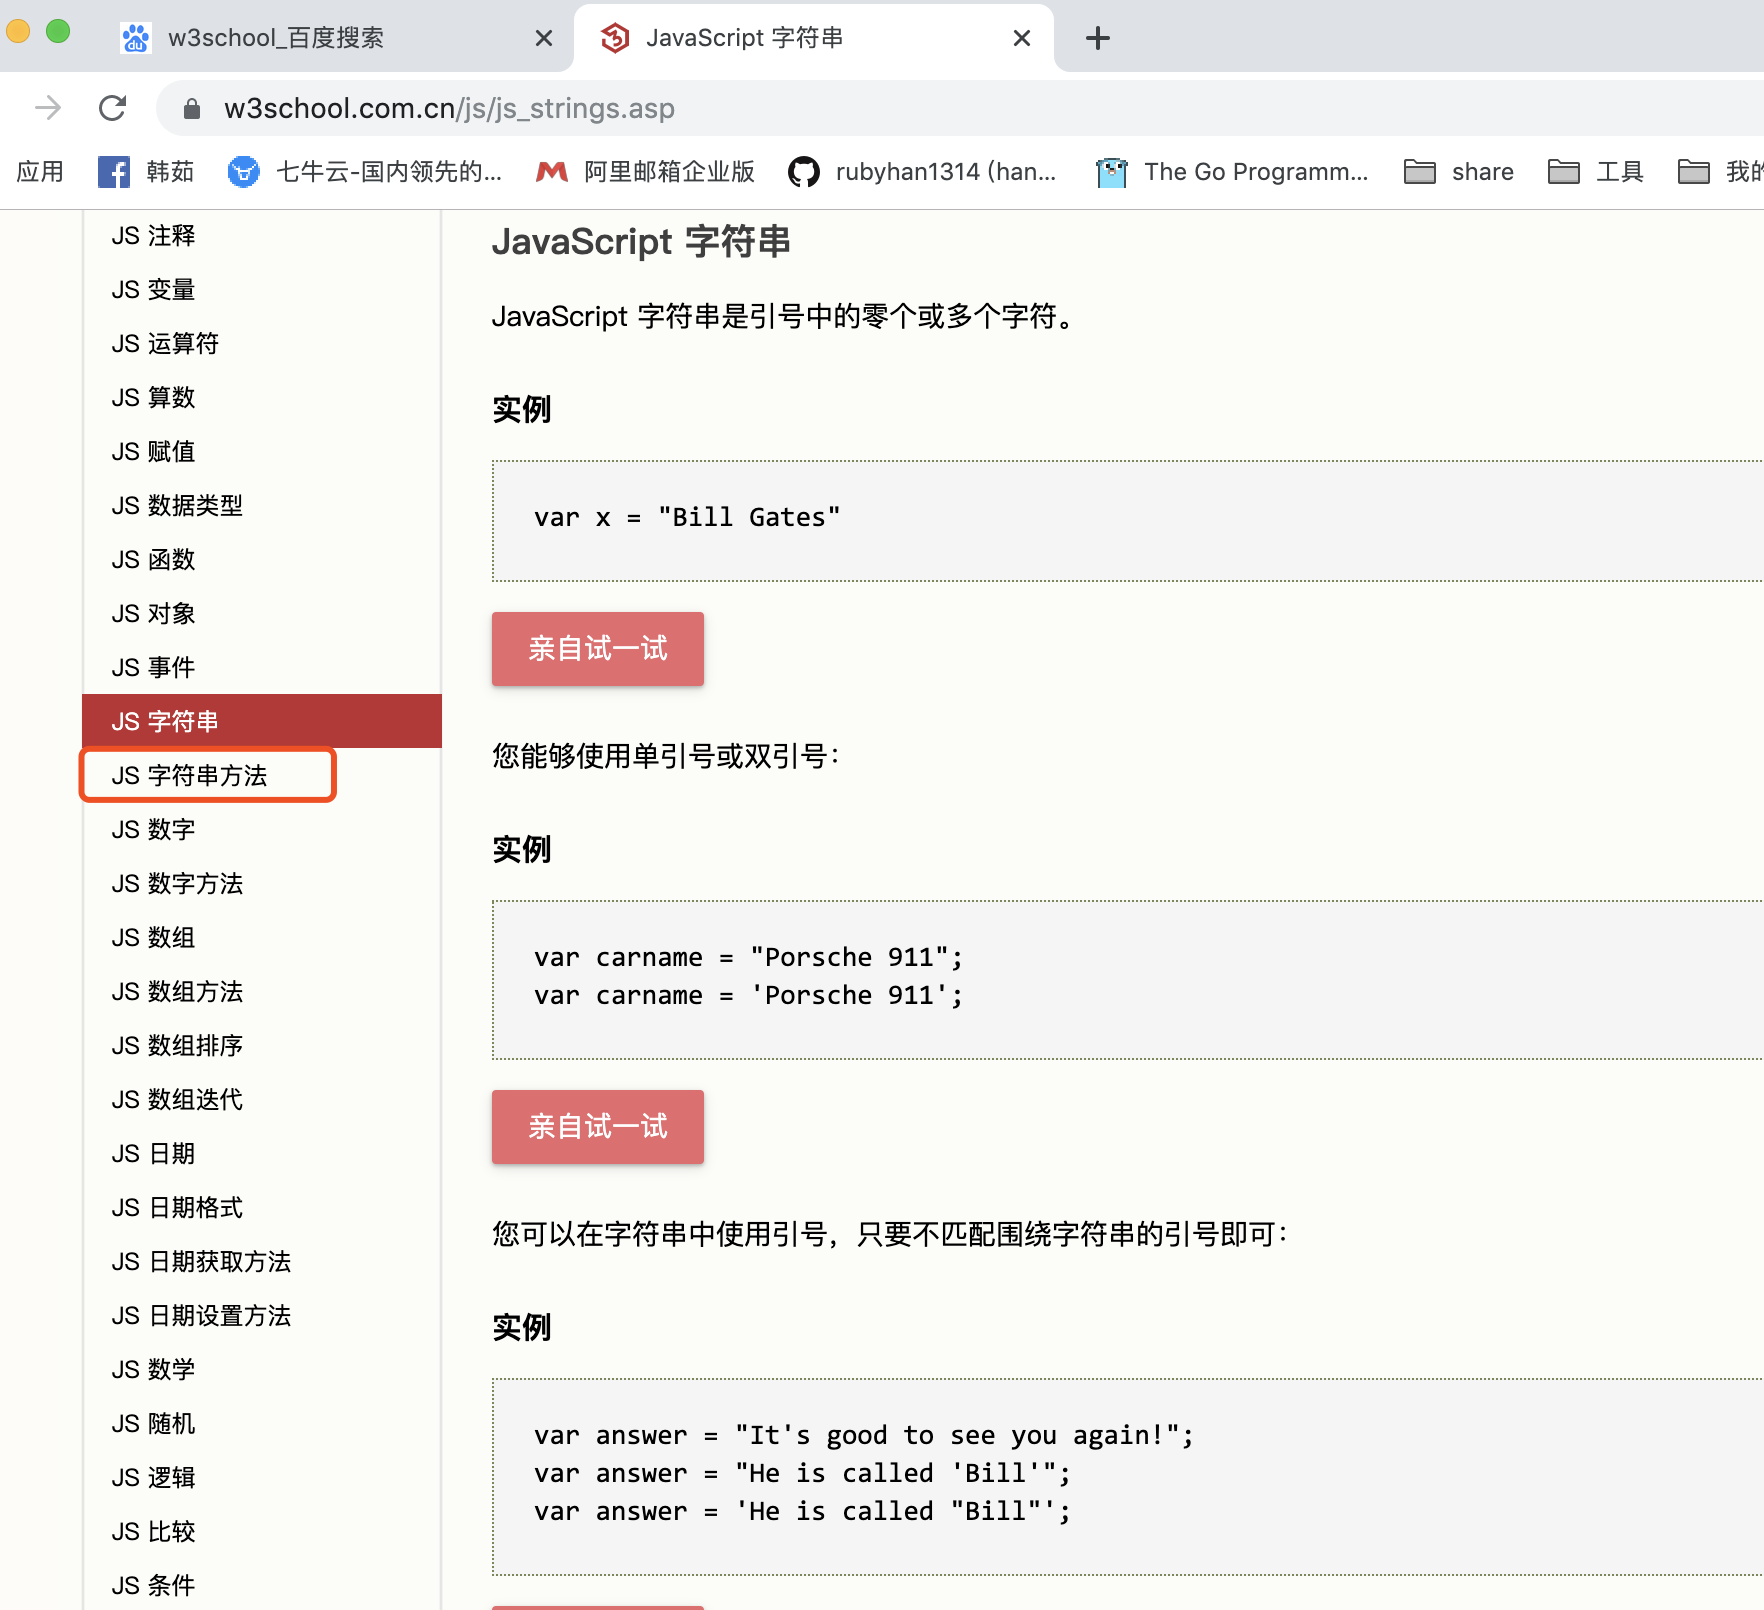 w3school_百度搜索
JavaScript 字符串
w3school.com.cn/js/js_strings.asp
应用 韩茹 七牛云-国内领先的... 阿里邮箱企业版 rubyhan1314 (han... The Go Programm... share 工具 我的
JS 注释
JS 变量
JS 运算符
JS 算数
JS 赋值
JS 数据类型
JS 函数
JS 对象
JS 事件
JS 字符串
JS 字符串方法
JS 数字
JS 数字方法
JS 数组
JS 数组方法
JS 数组排序
JS 数组迭代
JS 日期
JS 日期格式
JS 日期获取方法
JS 日期设置方法
JS 数学
JS 随机
JS 逻辑
JS 比较
JS 条件
JavaScript 字符串
JavaScript 字符串是引号中的零个或多个字符。
实例
var x = "Bill Gates"
亲自试一试
您能够使用单引号或双引号：
实例
var carname = "Porsche 911";
var carname = 'Porsche 911';
亲自试一试
您可以在字符串中使用引号，只要不匹配围绕字符串的引号即可：
实例
var answer = "It's good to see you again!";
var answer = "He is called 'Bill'";
var answer = 'He is called "Bill"';